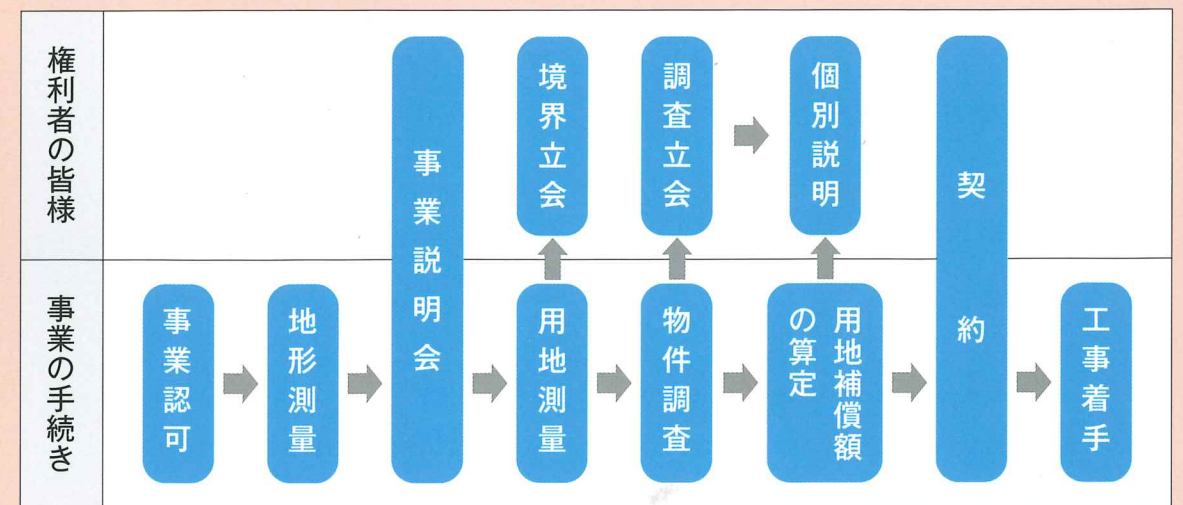 権利者の皆様
事業説明会
境界立会
調査立会
個別説明
契約
事業の手続き
事業認可
地形測量
用地測量
物件調査
用地補償額
の算定
工事着手